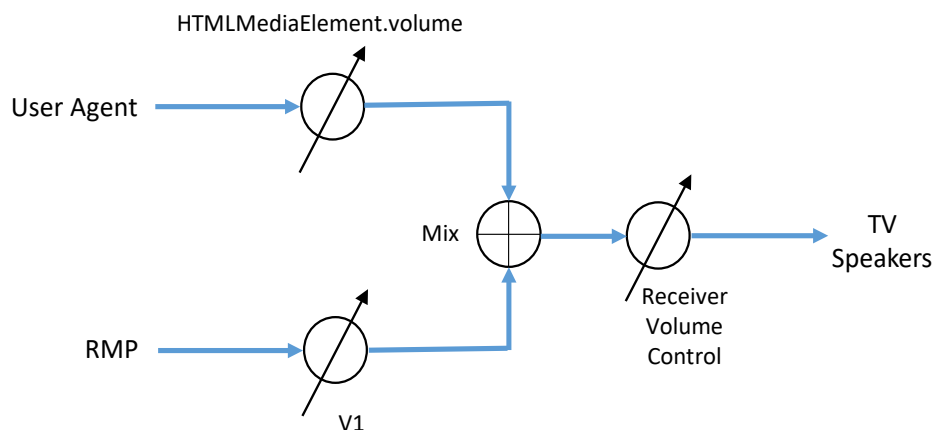 HTMLMediaElement.volume
User Agent
Mix
TV
Speakers
Receiver
Volume
Control
RMP
V1